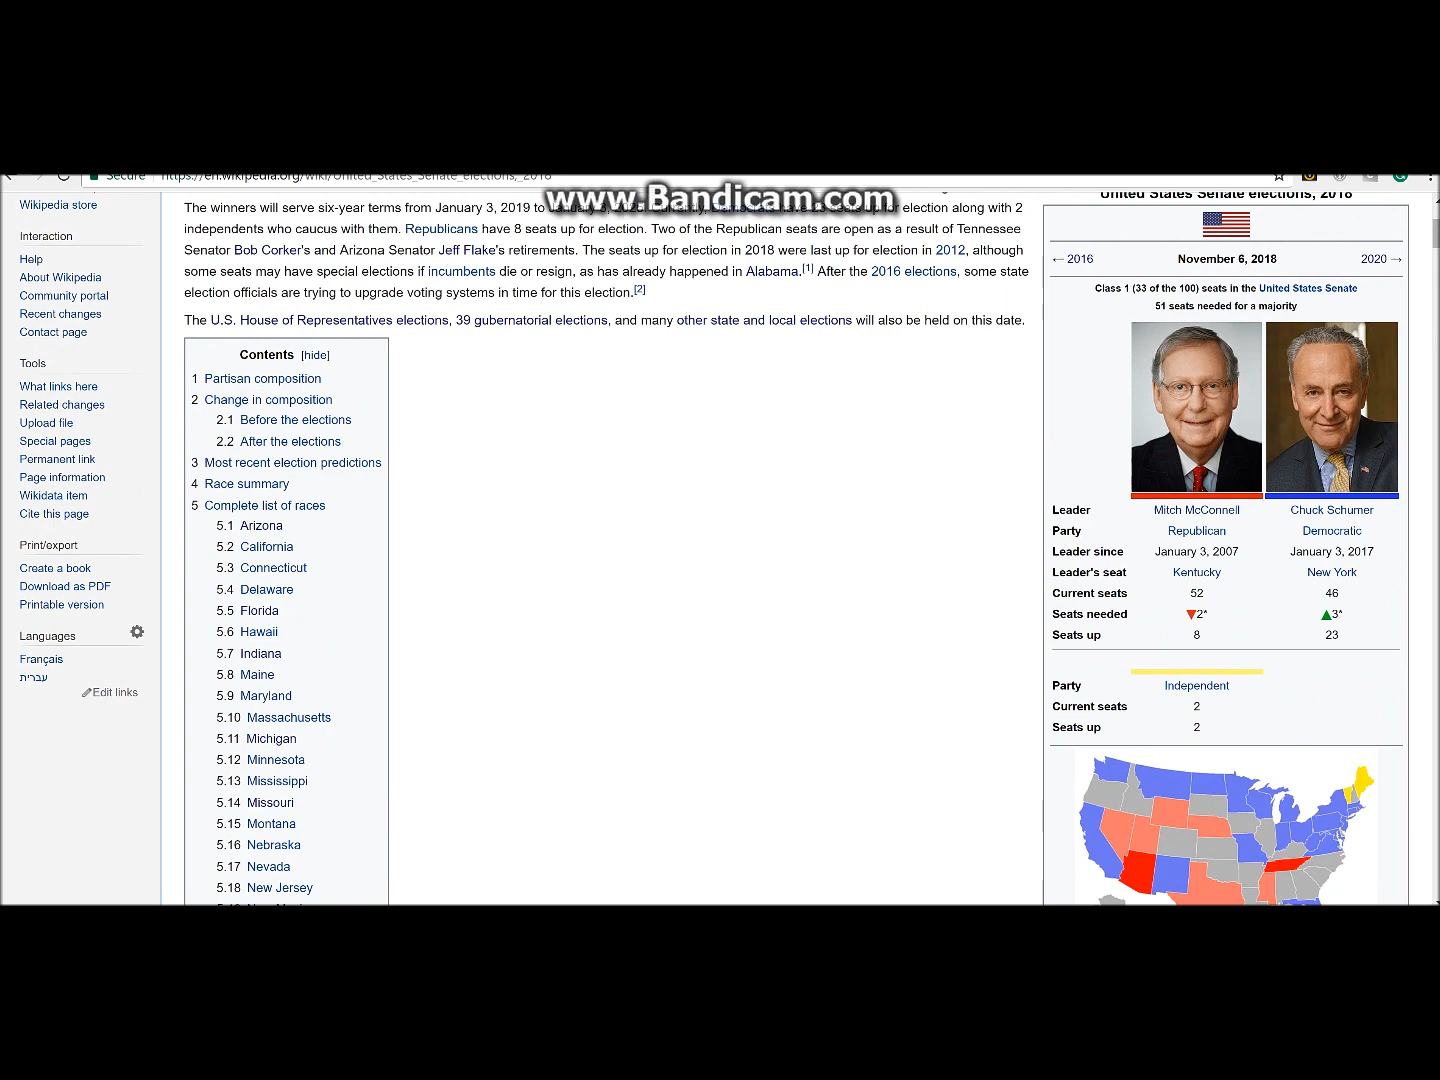 www.Bandicam.com
Secure https://en.wikipedia.org/wiki/United_States_Senate_elections,_2018
Wikipedia store
Interaction
Help
About Wikipedia
Community portal
Recent changes
Contact page
Tools
What links here
Related changes
Upload file
Special pages
Permanent link
Page information
Wikidata item
Cite this page
Print/export
Create a book
Download as PDF
Printable version
Languages
Français
עברית
Edit links
The winners will serve six-year terms from January 3, 2019 to January 3, 2025. Currently, Democrats have 23 seats up for election along with 2
independents who caucus with them. Republicans have 8 seats up for election. Two of the Republican seats are open as a result of Tennessee
Senator Bob Corker's and Arizona Senator Jeff Flake's retirements. The seats up for election in 2018 were last up for election in 2012, although
some seats may have special elections if incumbents die or resign, as has already happened in Alabama.[1] After the 2016 elections, some state
election officials are trying to upgrade voting systems in time for this election.[2]
The U.S. House of Representatives elections, 39 gubernatorial elections, and many other state and local elections will also be held on this date.
Contents [hide]
1 Partisan composition
2 Change in composition
2.1 Before the elections
2.2 After the elections
3 Most recent election predictions
4 Race summary
5 Complete list of races
5.1 Arizona
5.2 California
5.3 Connecticut
5.4 Delaware
5.5 Florida
5.6 Hawaii
5.7 Indiana
5.8 Maine
5.9 Maryland
5.10 Massachusetts
5.11 Michigan
5.12 Minnesota
5.13 Mississippi
5.14 Missouri
5.15 Montana
5.16 Nebraska
5.17 Nevada
5.18 New Jersey
United States Senate elections, 2018
← 2016 November 6, 2018 2020 →
Class 1 (33 of the 100) seats in the United States Senate
51 seats needed for a majority
Leader Mitch McConnell Chuck Schumer
Party Republican Democratic
Leader since January 3, 2007 January 3, 2017
Leader's seat Kentucky New York
Current seats 52 46
Seats needed ▼2* ▲3*
Seats up 8 23
Party Independent
Current seats 2
Seats up 2